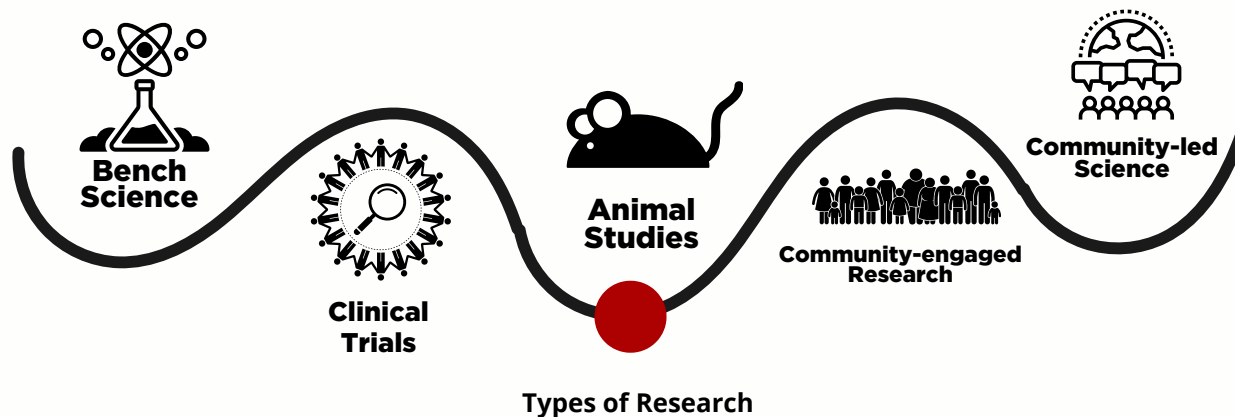 Bench
Science
Clinical
Trials
Animal
Studies
Community-engaged
Research
Community-led
Science
Types of Research